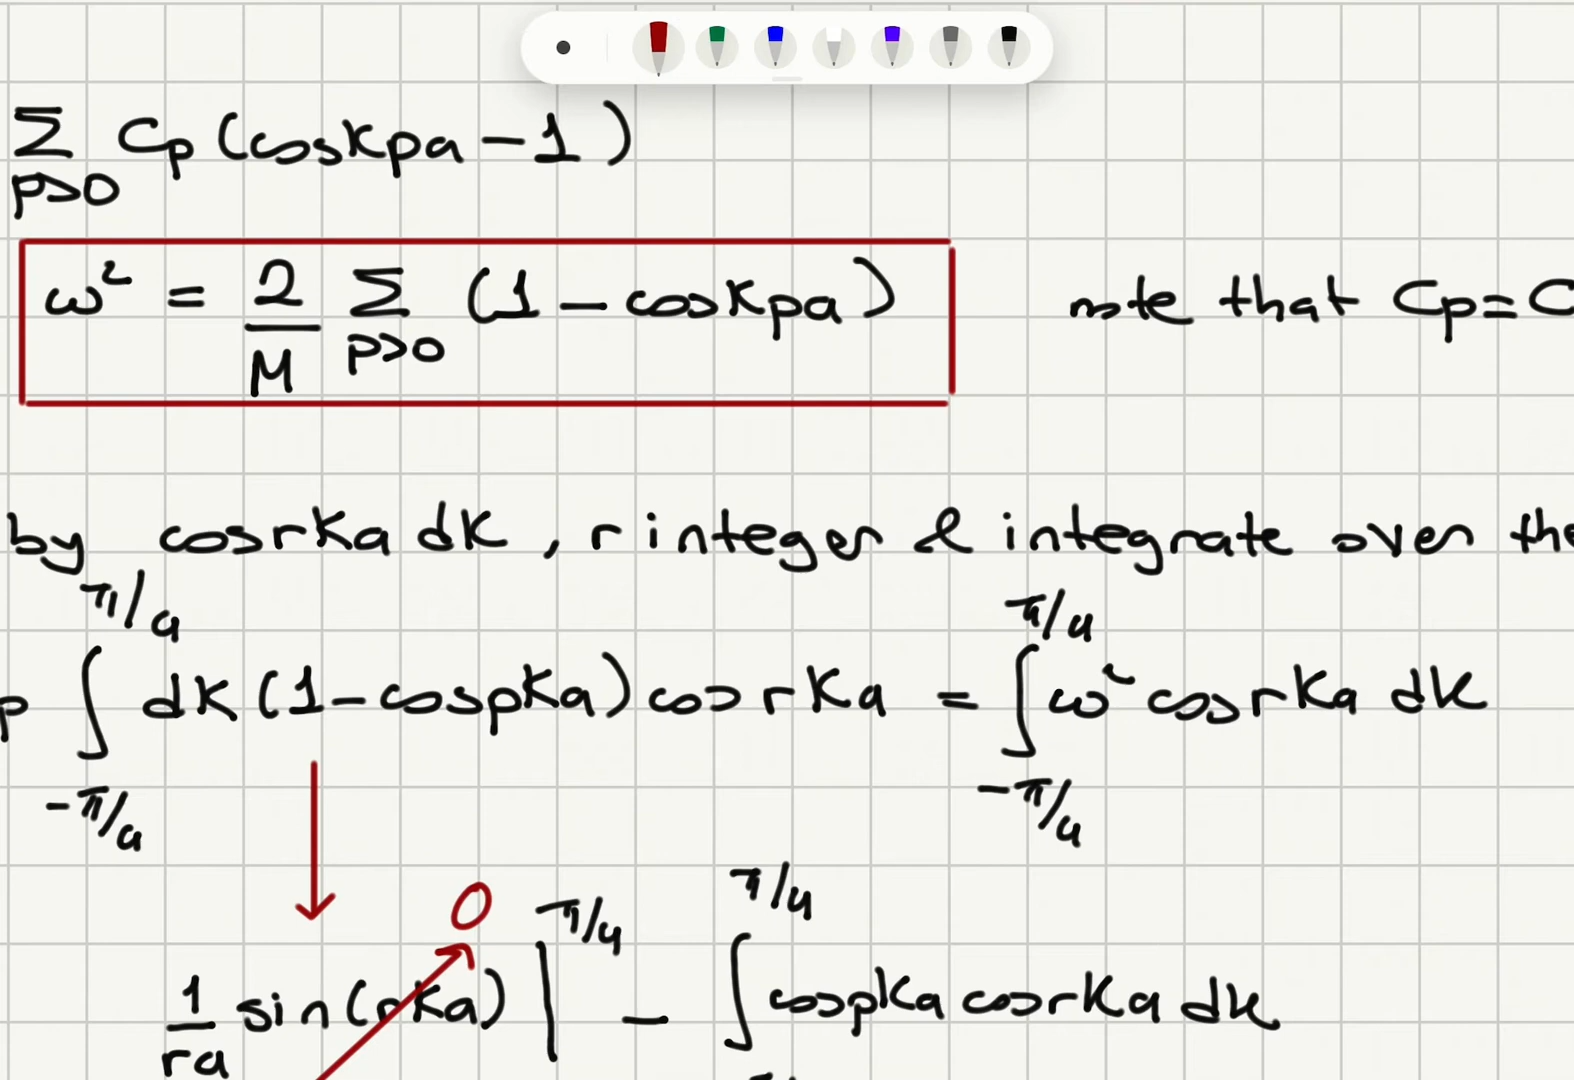 Σ Cp (coskpa - 1)
p>0
ω² = 2/M Σ (1 - coskpa) note that Cp=C
p>0
by cosrka dk, r integer & integrate over the
π/a π/a
p ∫ dk (1 - cospka) cosrka = ∫ω² cosrka dk
-π/a -π/a
0 π/a π/a
1/ra sin(rka) | - ∫ cospka cosrka dk